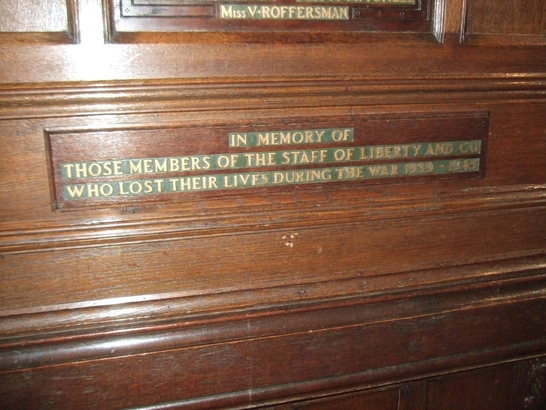 Miss V·ROFFERSMAN
IN MEMORY OF
THOSE MEMBERS OF THE STAFF OF LIBERTY AND CO
WHO LOST THEIR LIVES DURING THE WAR 1939 - 1945